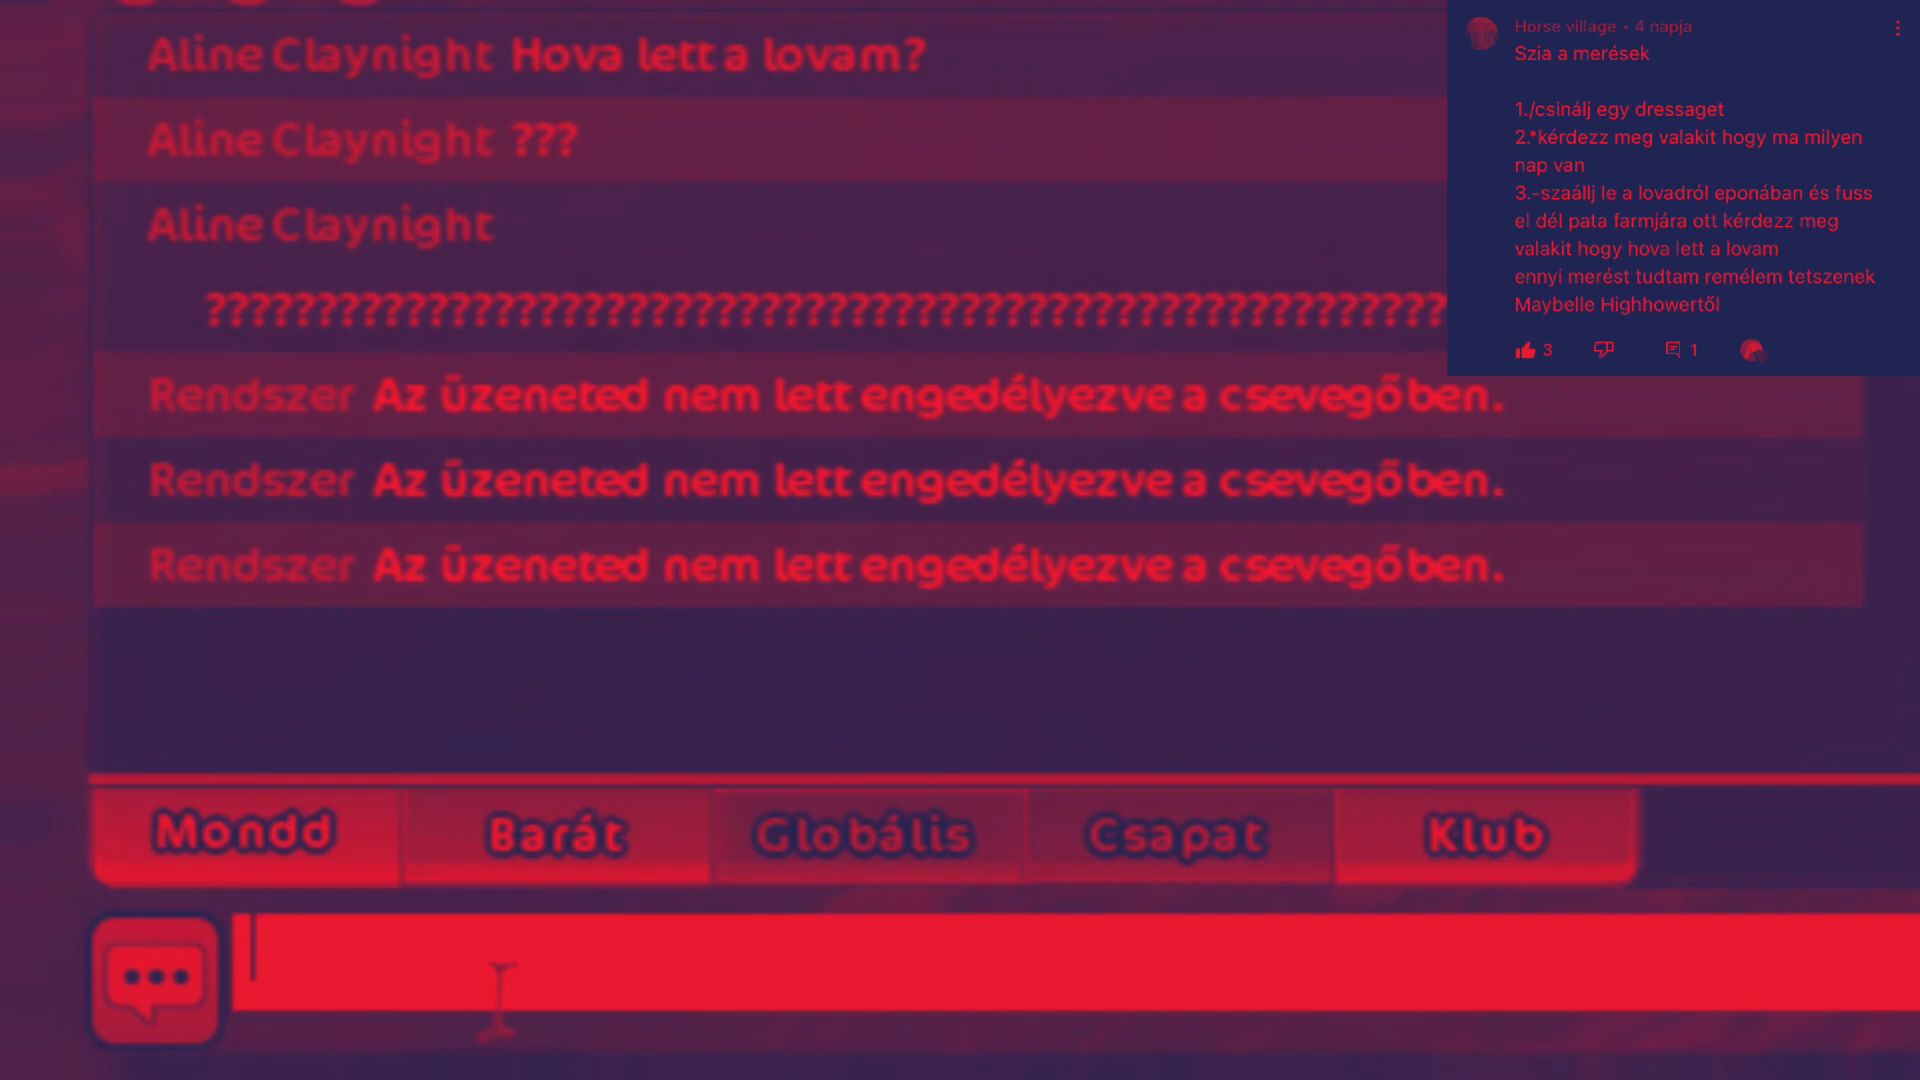 Aline Claynight Hova lett a lovam?
Aline Claynight ???
Aline Claynight
????????????????????????????????????????????????????????
Rendszer Az üzeneted nem lett engedélyezve a csevegőben.
Rendszer Az üzeneted nem lett engedélyezve a csevegőben.
Rendszer Az üzeneted nem lett engedélyezve a csevegőben.
Mondd Barát Globális Csapat Klub
Horse village • 4 napja
Szia a merések
1./csinálj egy dressaget
2.*kérdezz meg valakit hogy ma milyen
nap van
3.-szaállj le a lovadról eponában és fuss
el dél pata farmjára ott kérdezz meg
valakit hogy hova lett a lovam
ennyi merést tudtam remélem tetszenek
Maybelle Highhowertől
3 1